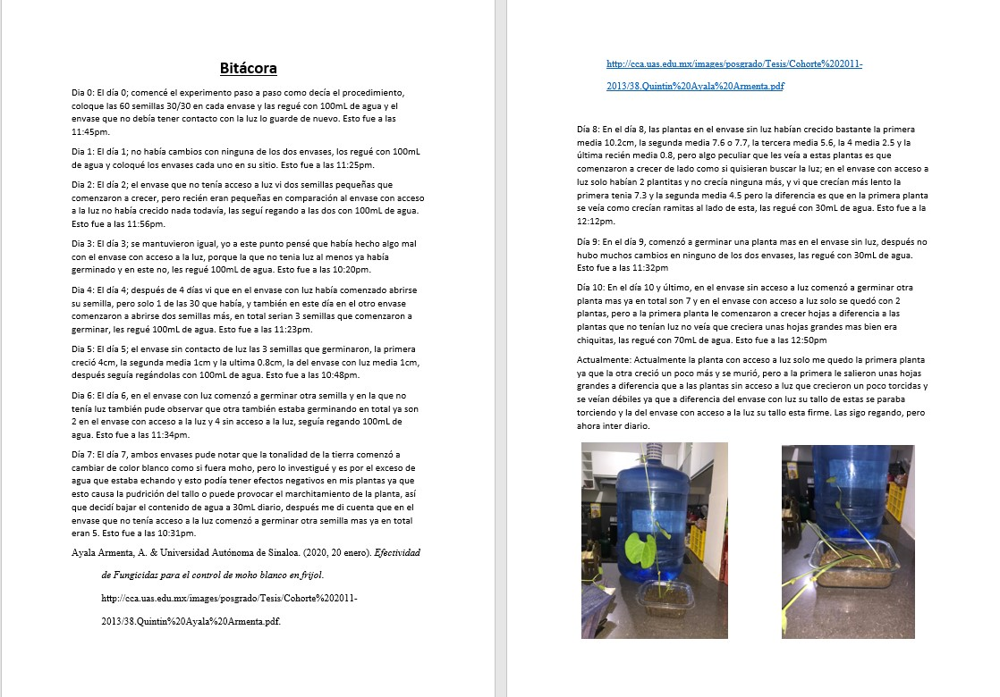 Bitácora
Dia 0: El día 0; comencé el experimento paso a paso como decía el procedimiento,
coloque las 60 semillas 30/30 en cada envase y las regué con 100mL de agua y el
envase que no debía tener contacto con la luz lo guarde de nuevo. Esto fue a las
11:45pm.
Dia 1: El día 1; no había cambios con ninguno de los dos envases, los regué con 100mL
de agua y coloqué los envases cada uno en su sitio. Esto fue a las 11:25pm.
Dia 2: El día 2; el envase que no tenía acceso a luz vi dos semillas pequeñas que
comenzaron a crecer, pero recién eran pequeñas en comparación al envase con acceso
a la luz no había crecido nada todavía, las seguí regando a las dos con 100mL de agua.
Esto fue a las 11:56pm.
Dia 3: El día 3; se mantuvieron igual, yo a este punto pensé que había hecho algo mal
con el envase con acceso a la luz, porque la que no tenia luz al menos ya había
germinado y en este no, les regué 100mL de agua. Esto fue a las 10:20pm.
Dia 4: El día 4; después de 4 días vi que en el envase con luz había comenzado abrirse
su semilla, pero solo 1 de las 30 que había, y también en este día en el otro envase
comenzaron a abrirse dos semillas más, en total serian 3 semillas que comenzaron a
germinar, les regué 100mL de agua. Esto fue a las 11:23pm.
Dia 5: El día 5; el envase sin contacto de luz las 3 semillas que germinaron, la primera
creció 4cm, la segunda media 1cm y la ultima 0.8cm, la del envase con luz media 1cm,
después seguía regándolas con 100mL de agua. Esto fue a las 10:48pm.
Dia 6: El día 6, en el envase con luz comenzó a germinar otra semilla y en la que no
tenía luz también pude observar que otra también estaba germinando en total ya son
2 en el envase con acceso a la luz y 4 sin acceso a la luz, seguía regando 100mL de
agua. Esto fue a las 11:34pm.
Día 7: El día 7, ambos envases pude notar que la tonalidad de la tierra comenzó a
cambiar de color blanco como si fuera moho, pero lo investigué y es por el exceso de
agua que estaba echando y esto podía tener efectos negativos en mis plantas ya que
esto causa la pudrición del tallo o puede provocar el marchitamiento de la planta, así
que decidí bajar el contenido de agua a 30mL diario, después me di cuenta que en el
envase que no tenía acceso a la luz comenzó a germinar otra semilla mas ya en total
eran 5. Esto fue a las 10:31pm.
Ayala Armenta, A. & Universidad Autónoma de Sinaloa. (2020, 20 enero). Efectividad
de Fungicidas para el control de moho blanco en frijol.
http://cca.uas.edu.mx/images/posgrado/Tesis/Cohorte%202011-
2013/38.Quintin%20Ayala%20Armenta.pdf.
http://cca.uas.edu.mx/images/posgrado/Tesis/Cohorte%202011-
2013/38.Quintin%20Ayala%20Armenta.pdf
Día 8: En el día 8, las plantas en el envase sin luz habían crecido bastante la primera
media 10.2cm, la segunda media 7.6 o 7.7, la tercera media 5.6, la 4 media 2.5 y la
última recién media 0.8, pero algo peculiar que les veía a estas plantas es que
comenzaron a crecer de lado como si quisieran buscar la luz; en el envase con acceso a
luz solo habían 2 plantitas y no crecía ninguna más, y vi que crecían más lento la
primera tenia 7.3 y la segunda media 4.5 pero la diferencia es que en la primera planta
se veía como crecían ramitas al lado de esta, las regué con 30mL de agua. Esto fue a la
12:12pm.
Día 9: En el día 9, comenzó a germinar una planta mas en el envase sin luz, después no
hubo muchos cambios en ninguno de los dos envases, las regué con 30mL de agua.
Esto fue a las 11:32pm
Día 10: En el día 10 y último, en el envase sin acceso a luz comenzó a germinar otra
planta mas ya en total son 7 y en el envase con acceso a luz solo se quedó con 2
plantas, pero a la primera planta le comenzaron a crecer hojas a diferencia a las
plantas que no tenían luz no veía que creciera unas hojas grandes mas bien era
chiquitas, las regué con 70mL de agua. Esto fue a las 12:50pm
Actualmente: Actualmente la planta con acceso a luz solo me quedo la primera planta
ya que la otra creció un poco más y se murió, pero a la primera le salieron unas hojas
grandes a diferencia que a las plantas sin acceso a luz que crecieron un poco torcidas y
se veían débiles ya que a diferencia del envase con luz su tallo de estas se paraba
torciendo y la del envase con acceso a la luz su tallo esta firme. Las sigo regando, pero
ahora inter diario.